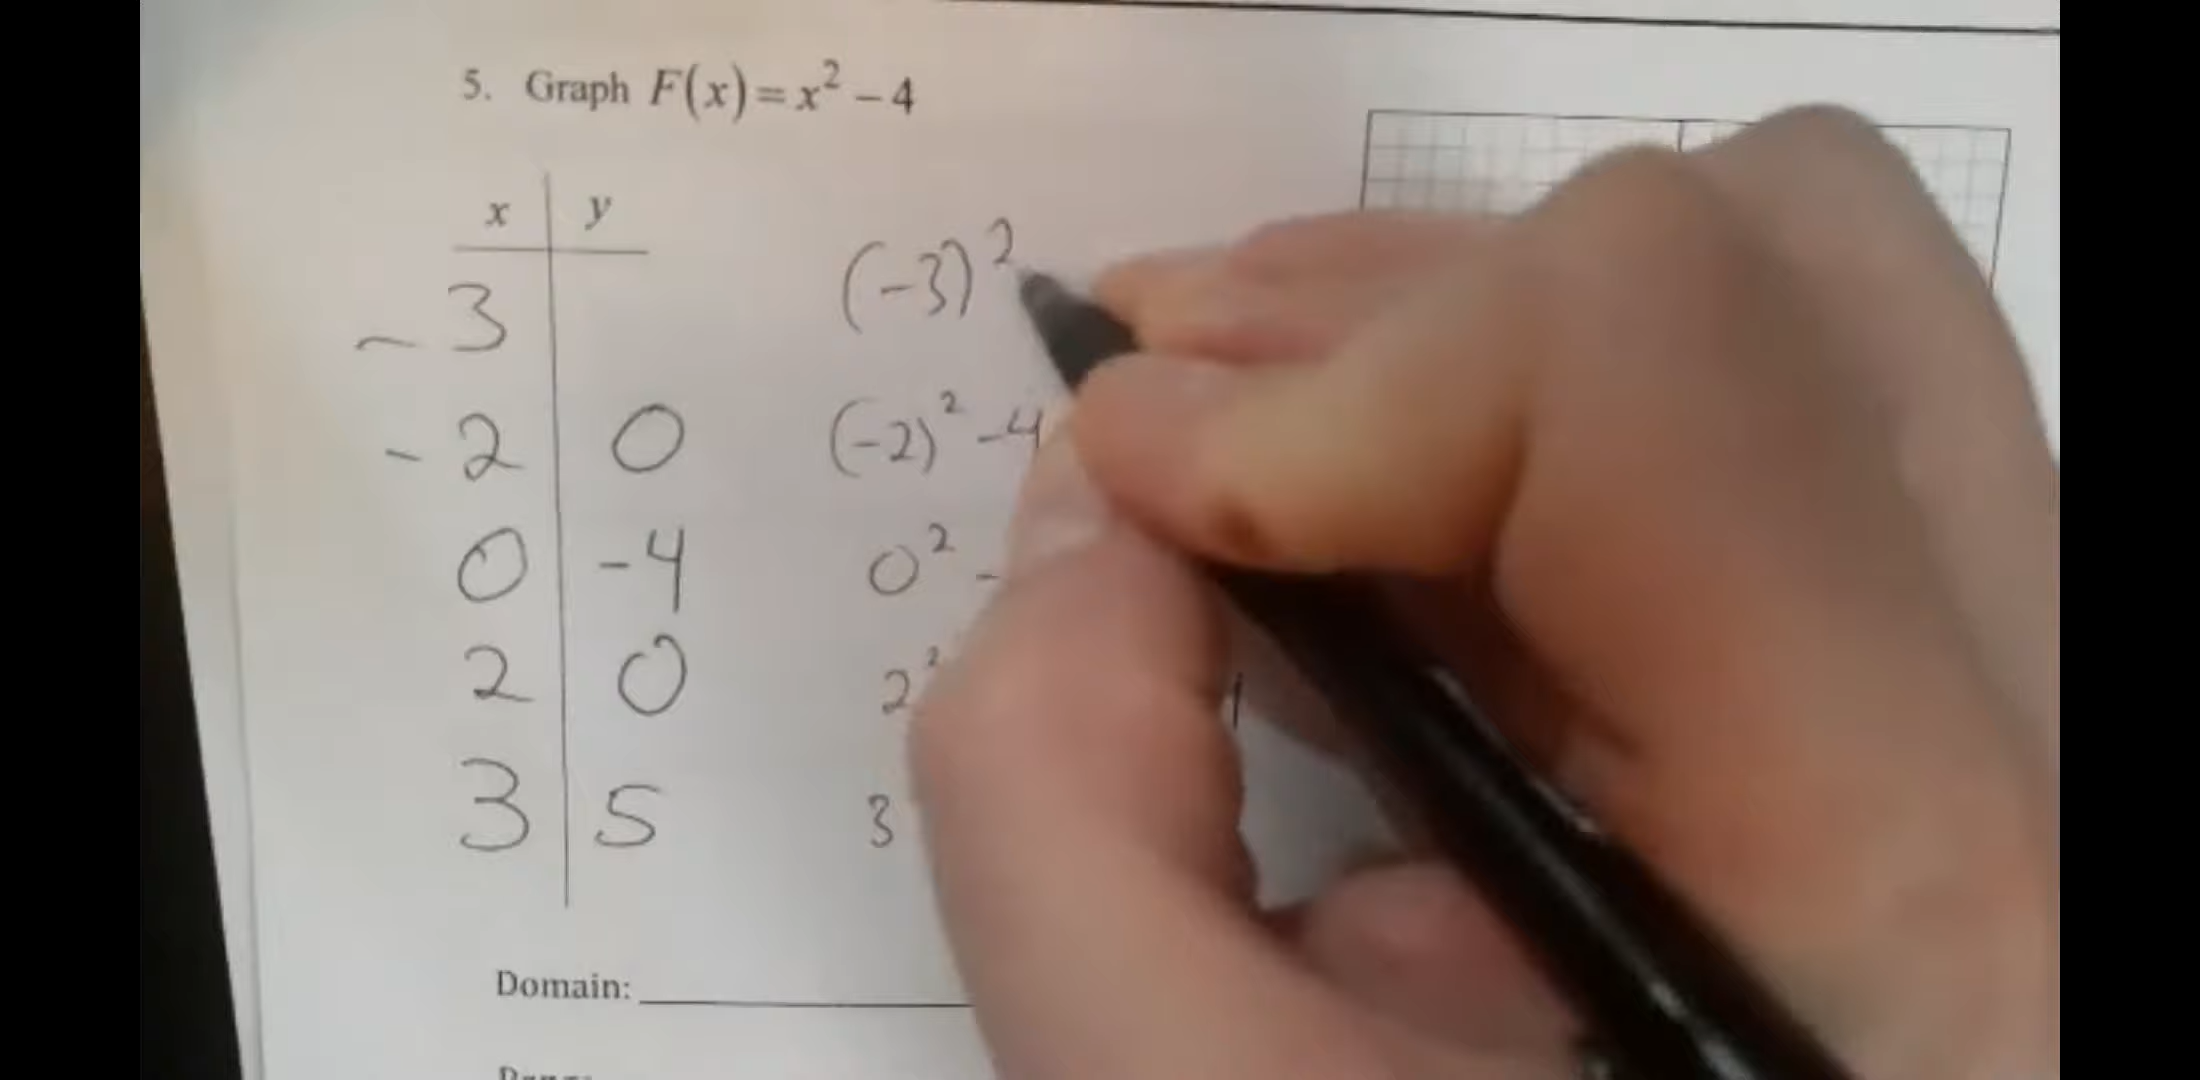 5. Graph F(x) = x² - 4
x y
-3 (-3)²
-2 0 (-2)² -4
0 -4 0² -
2 0 2²
3 5 3
Domain: